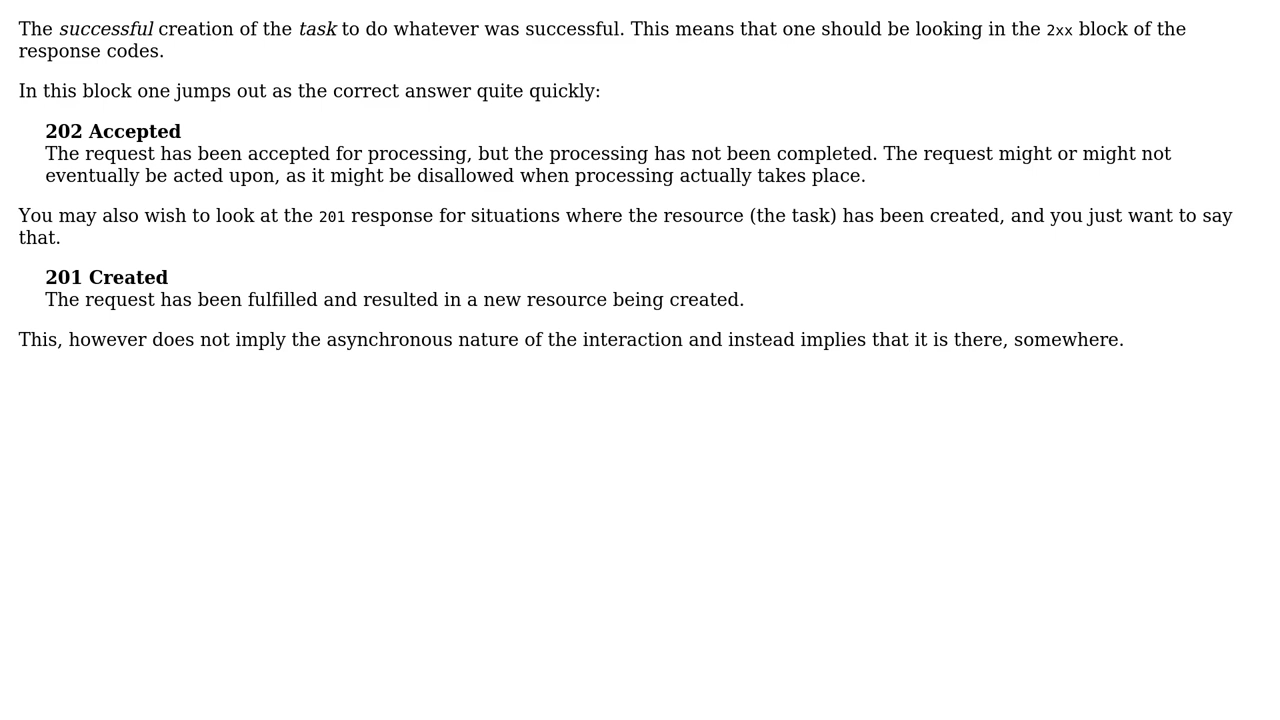 The successful creation of the task to do whatever was successful. This means that one should be looking in the 2xx block of the
response codes.
In this block one jumps out as the correct answer quite quickly:
202 Accepted
The request has been accepted for processing, but the processing has not been completed. The request might or might not
eventually be acted upon, as it might be disallowed when processing actually takes place.
You may also wish to look at the 201 response for situations where the resource (the task) has been created, and you just want to say
that.
201 Created
The request has been fulfilled and resulted in a new resource being created.
This, however does not imply the asynchronous nature of the interaction and instead implies that it is there, somewhere.